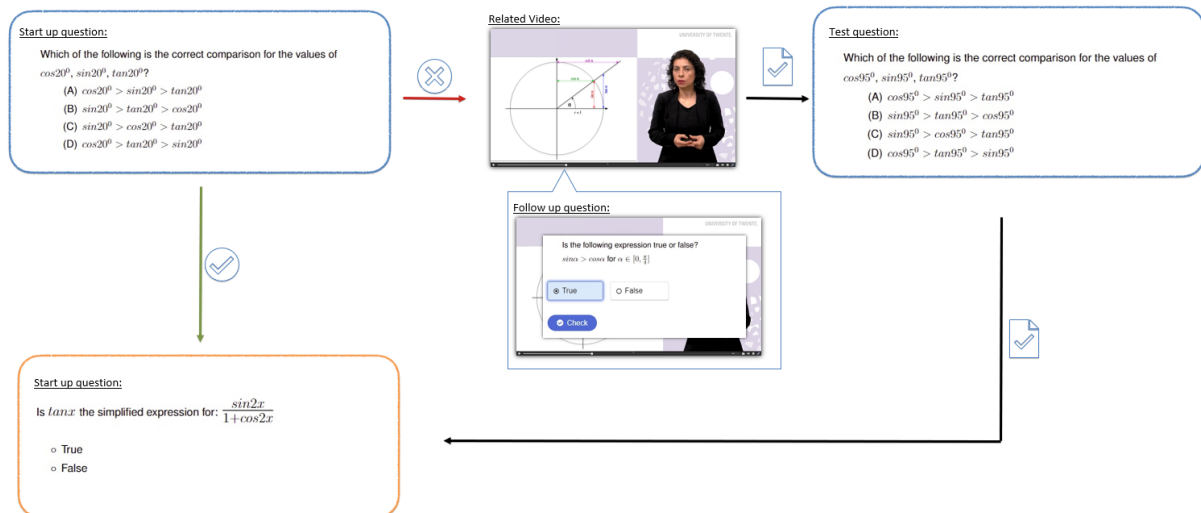 Start up question:
Which of the following is the correct comparison for the values of
cos20⁰, sin20⁰, tan20⁰?
(A) cos20⁰ > sin20⁰ > tan20⁰
(B) sin20⁰ > tan20⁰ > cos20⁰
(C) sin20⁰ > cos20⁰ > tan20⁰
(D) cos20⁰ > tan20⁰ > sin20⁰
Related Video:
UNIVERSITY OF TWENTE.
Test question:
Which of the following is the correct comparison for the values of
cos95⁰, sin95⁰, tan95⁰?
(A) cos95⁰ > sin95⁰ > tan95⁰
(B) sin95⁰ > tan95⁰ > cos95⁰
(C) sin95⁰ > cos95⁰ > tan95⁰
(D) cos95⁰ > tan95⁰ > sin95⁰
Follow up question:
UNIVERSITY OF TWENTE.
Is the following expression true or false?
sinα > cosα for α ∈ [0, π/4]
True
False
Check
Start up question:
Is tanx the simplified expression for: sin2x / 1+cos2x
True
False